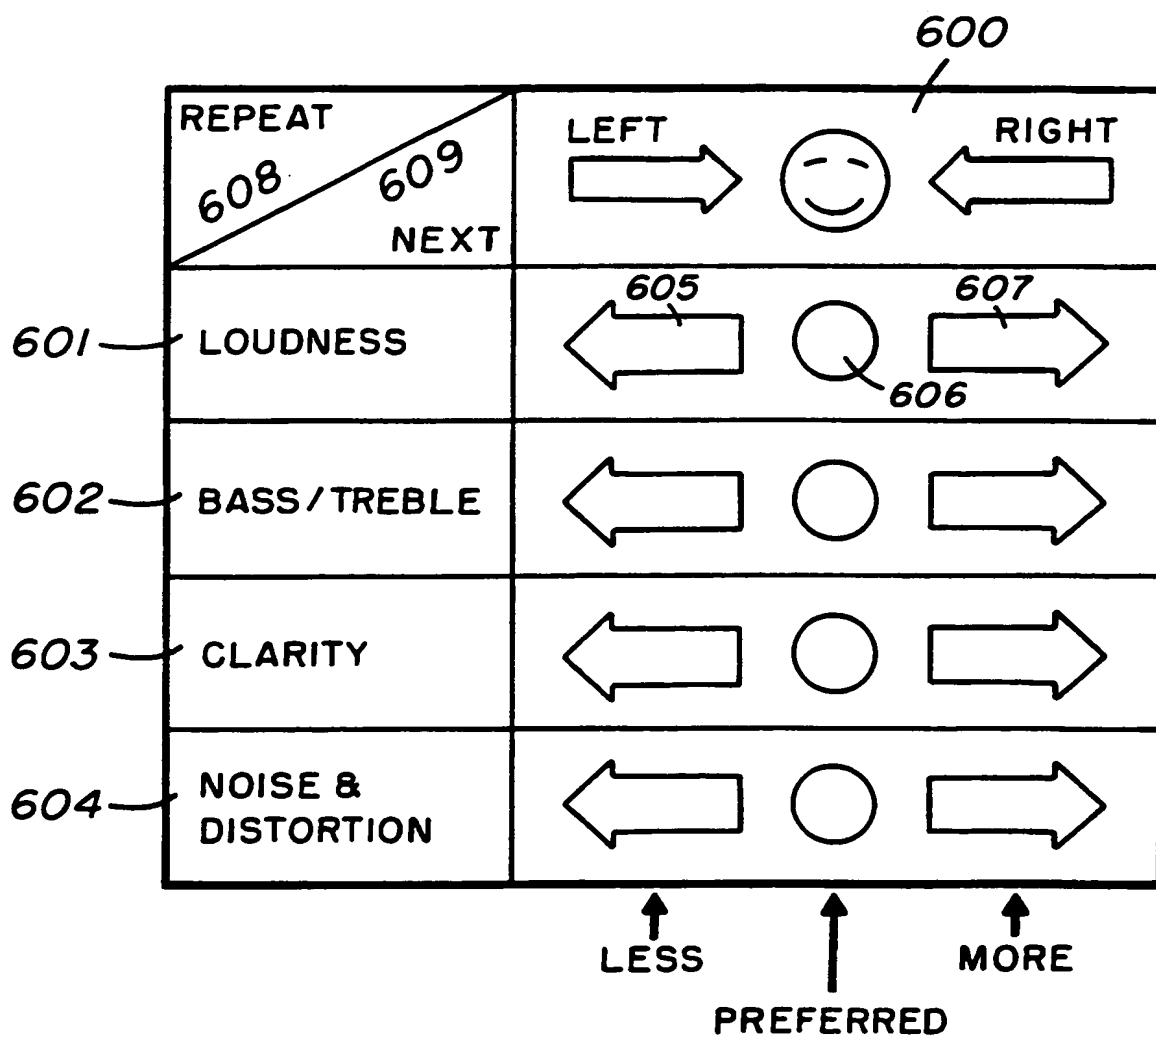 600
REPEAT
608
609
NEXT
LEFT
RIGHT
601
LOUDNESS
605
607
606
602
BASS/TREBLE
603
CLARITY
604
NOISE &
DISTORTION
LESS
MORE
PREFERRED